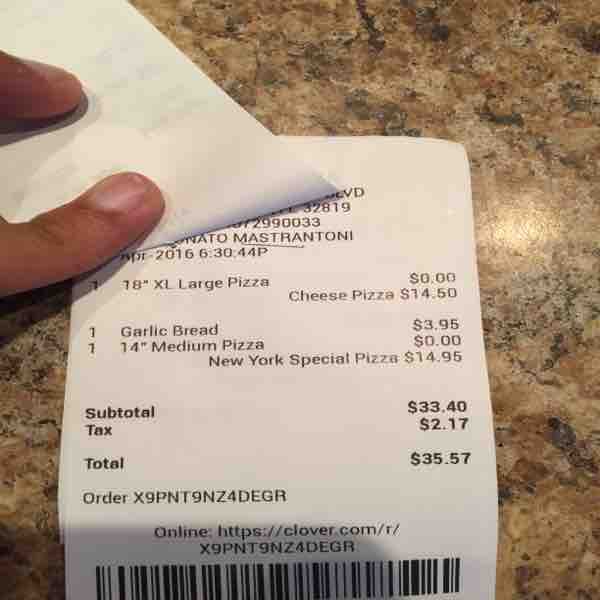 BLVD
32819
2990033
MASTRANTONI
-2016 6:30:44P
1 18" XL Large Pizza $0.00
Cheese Pizza $14.50
1 Garlic Bread $3.95
1 14" Medium Pizza $0.00
New York Special Pizza $14.95
Subtotal $33.40
Tax $2.17
Total $35.57
Order X9PNT9NZ4DEGR
Online: https://clover.com/r/
X9PNT9NZ4DEGR